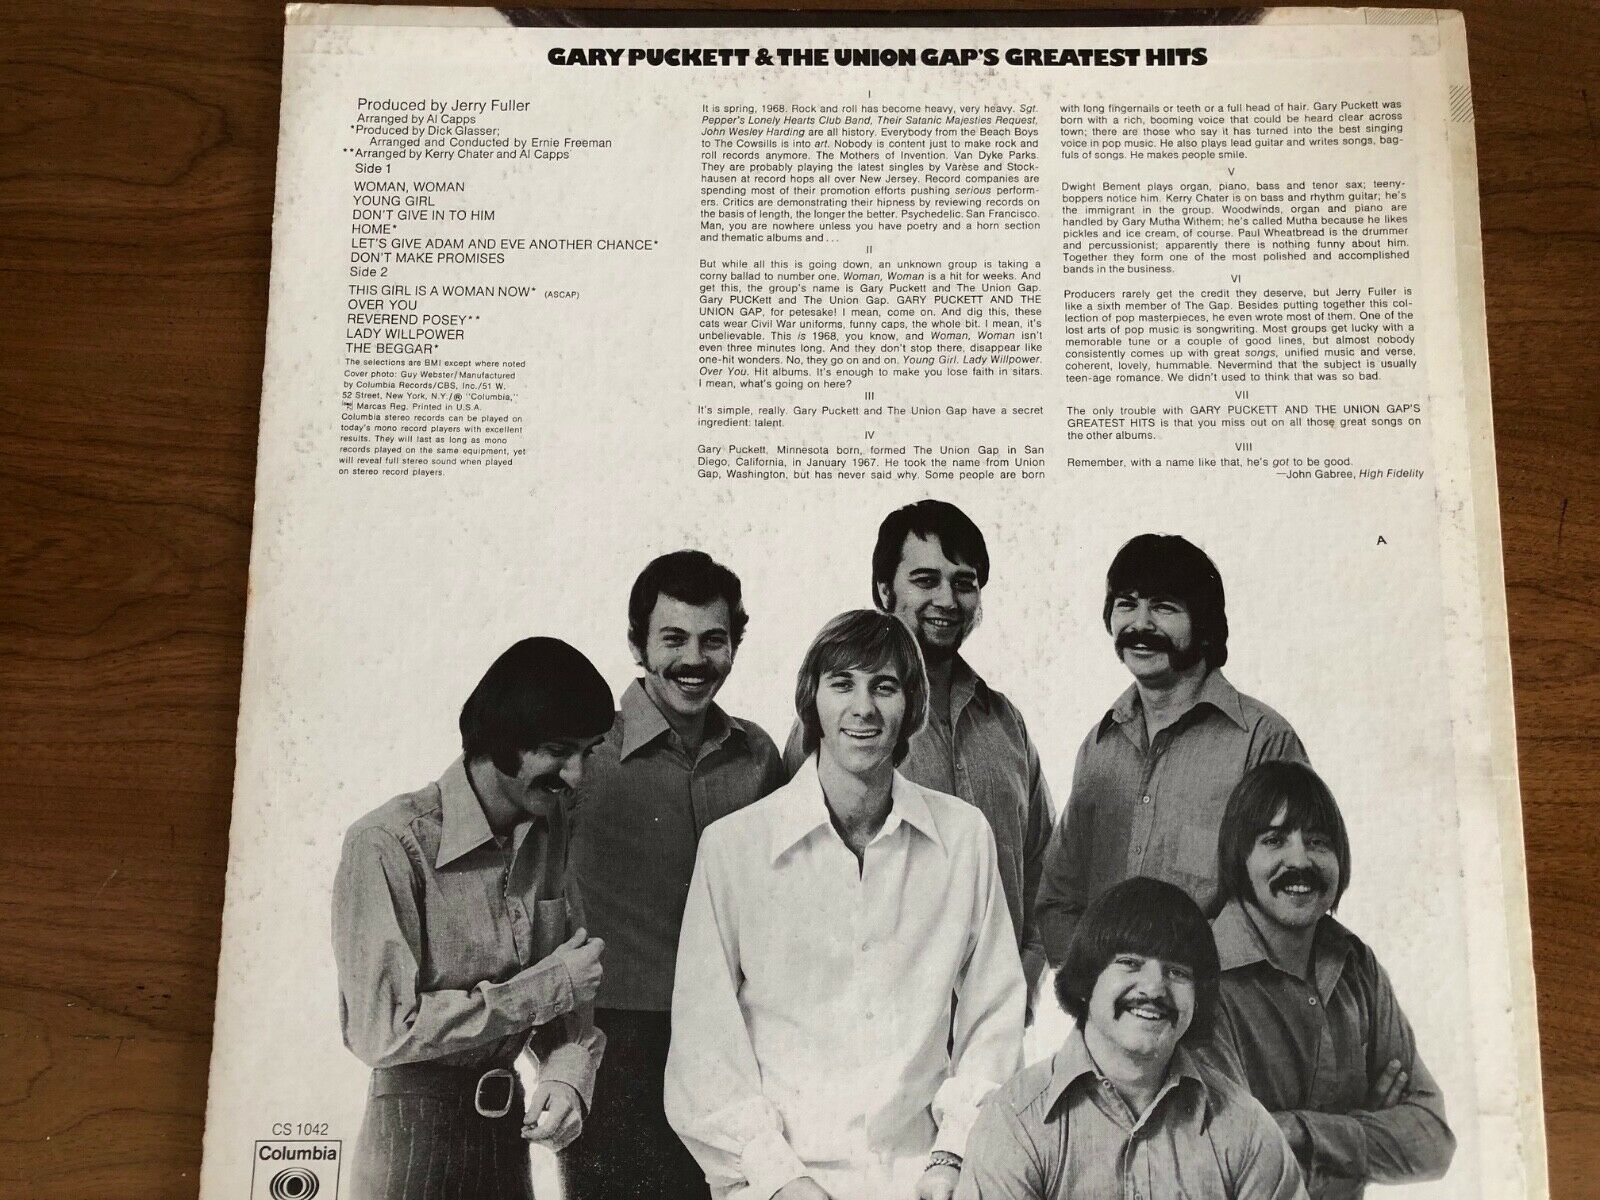 GARY PUCKETT & THE UNION GAP'S GREATEST HITS
Produced by Jerry Fuller
Arranged by Al Capps
*Produced by Dick Glasser;
Arranged and Conducted by Ernie Freeman
**Arranged by Kerry Chater and Al Capps
Side 1
WOMAN, WOMAN
YOUNG GIRL
DON'T GIVE IN TO HIM
HOME*
LET'S GIVE ADAM AND EVE ANOTHER CHANCE*
DON'T MAKE PROMISES
Side 2
THIS GIRL IS A WOMAN NOW* (ASCAP)
OVER YOU
REVEREND POSEY**
LADY WILLPOWER
THE BEGGAR*
The selections are BMI except where noted
Cover photo: Guy Webster/Manufactured
by Columbia Records/CBS, Inc./51 W.
52 Street, New York, N.Y./® "Columbia,"
Marcas Reg. Printed in U.S.A.
Columbia stereo records can be played on
today's mono record players with excellent
results. They will last as long as mono
records played on the same equipment, yet
will reveal full stereo sound when played
on stereo record players.
I
It is spring, 1968. Rock and roll has become heavy, very heavy. Sgt.
Pepper's Lonely Hearts Club Band, Their Satanic Majesties Request,
John Wesley Harding are all history. Everybody from the Beach Boys
to The Cowsills is into art. Nobody is content just to make rock and
roll records anymore. The Mothers of Invention. Van Dyke Parks.
They are probably playing the latest singles by Varèse and Stock-
hausen at record hops all over New Jersey. Record companies are
spending most of their promotion efforts pushing serious perform-
ers. Critics are demonstrating their hipness by reviewing records on
the basis of length, the longer the better. Psychedelic. San Francisco.
Man, you are nowhere unless you have poetry and a horn section
and thematic albums and ...
II
But while all this is going down, an unknown group is taking a
corny ballad to number one. Woman, Woman is a hit for weeks. And
get this, the group's name is Gary Puckett and The Union Gap.
Gary PUCKett and The Union Gap. GARY PUCKETT AND THE
UNION GAP, for petesake! I mean, come on. And dig this, these
cats wear Civil War uniforms, funny caps, the whole bit. I mean, it's
unbelievable. This is 1968, you know, and Woman, Woman isn't
even three minutes long. And they don't stop there, disappear like
one-hit wonders. No, they go on and on. Young Girl. Lady Willpower.
Over You. Hit albums. It's enough to make you lose faith in sitars.
I mean, what's going on here?
III
It's simple, really. Gary Puckett and The Union Gap have a secret
ingredient: talent.
IV
Gary Puckett, Minnesota born, formed The Union Gap in San
Diego, California, in January 1967. He took the name from Union
Gap, Washington, but has never said why. Some people are born
with long fingernails or teeth or a full head of hair. Gary Puckett was
born with a rich, booming voice that could be heard clear across
town; there are those who say it has turned into the best singing
voice in pop music. He also plays lead guitar and writes songs, bag-
fuls of songs. He makes people smile.
V
Dwight Bement plays organ, piano, bass and tenor sax; teeny-
boppers notice him. Kerry Chater is on bass and rhythm guitar; he's
the immigrant in the group. Woodwinds, organ and piano are
handled by Gary Mutha Withem; he's called Mutha because he likes
pickles and ice cream, of course. Paul Wheatbread is the drummer
and percussionist; apparently there is nothing funny about him.
Together they form one of the most polished and accomplished
bands in the business.
VI
Producers rarely get the credit they deserve, but Jerry Fuller is
like a sixth member of The Gap. Besides putting together this col-
lection of pop masterpieces, he even wrote most of them. One of the
lost arts of pop music is songwriting. Most groups get lucky with a
memorable tune or a couple of good lines, but almost nobody
consistently comes up with great songs, unified music and verse,
coherent, lovely, hummable. Nevermind that the subject is usually
teen-age romance. We didn't used to think that was so bad.
VII
The only trouble with GARY PUCKETT AND THE UNION GAP'S
GREATEST HITS is that you miss out on all those great songs on
the other albums.
VIII
Remember, with a name like that, he's got to be good.
—John Gabree, High Fidelity
A
CS 1042
Columbia